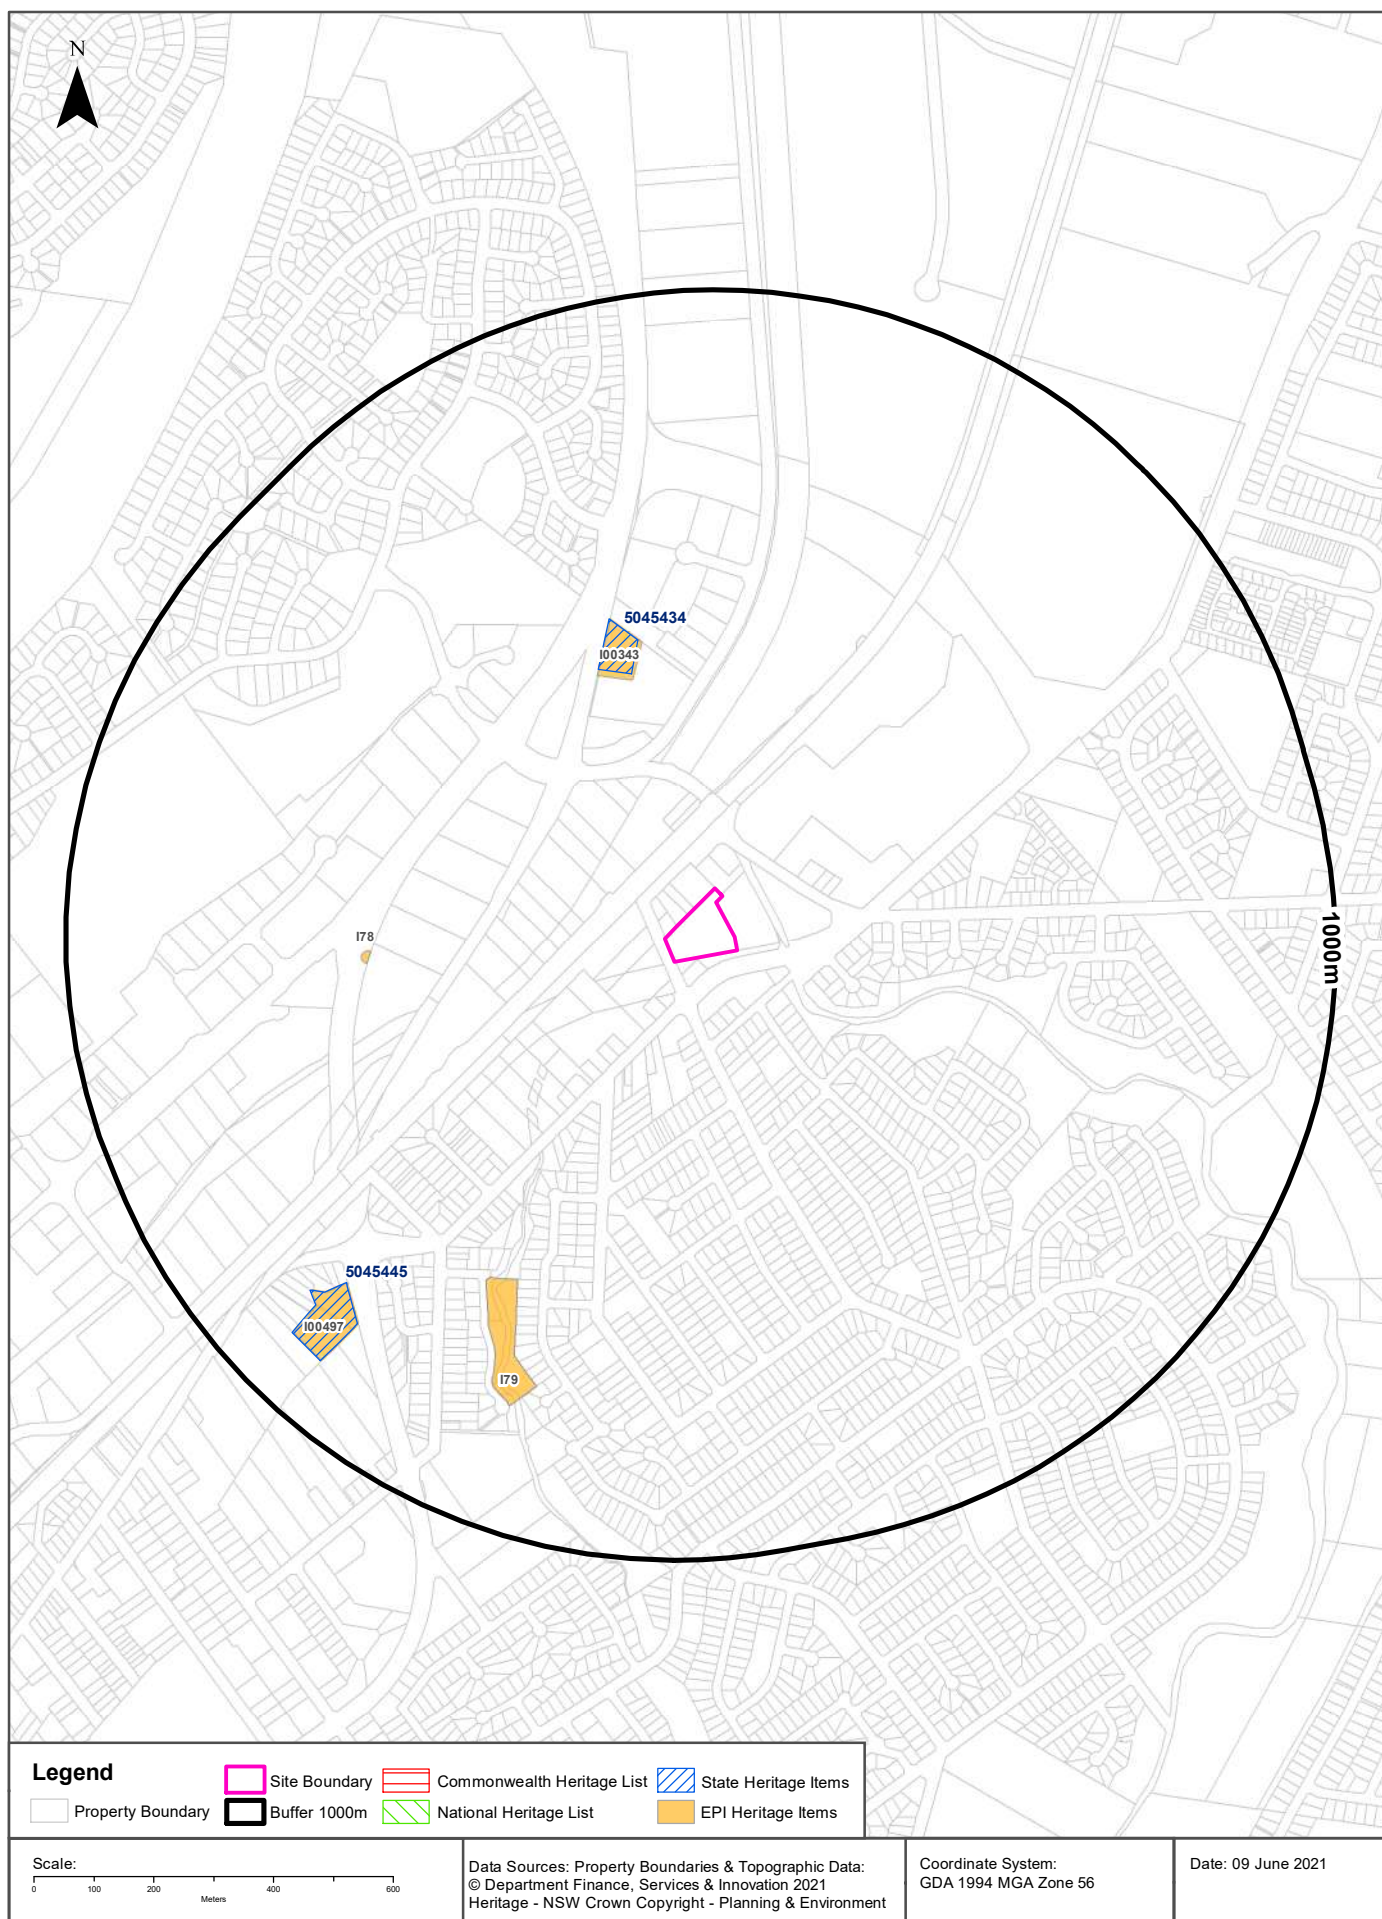 N
5045434
I00343
I78
1000m
5045445
I00497
I79
Legend
Site Boundary
Commonwealth Heritage List
State Heritage Items
Property Boundary
Buffer 1000m
National Heritage List
EPI Heritage Items
Scale:
0 100 200 400 600
Meters
Data Sources: Property Boundaries & Topographic Data:
© Department Finance, Services & Innovation 2021
Heritage - NSW Crown Copyright - Planning & Environment
Coordinate System:
GDA 1994 MGA Zone 56
Date: 09 June 2021